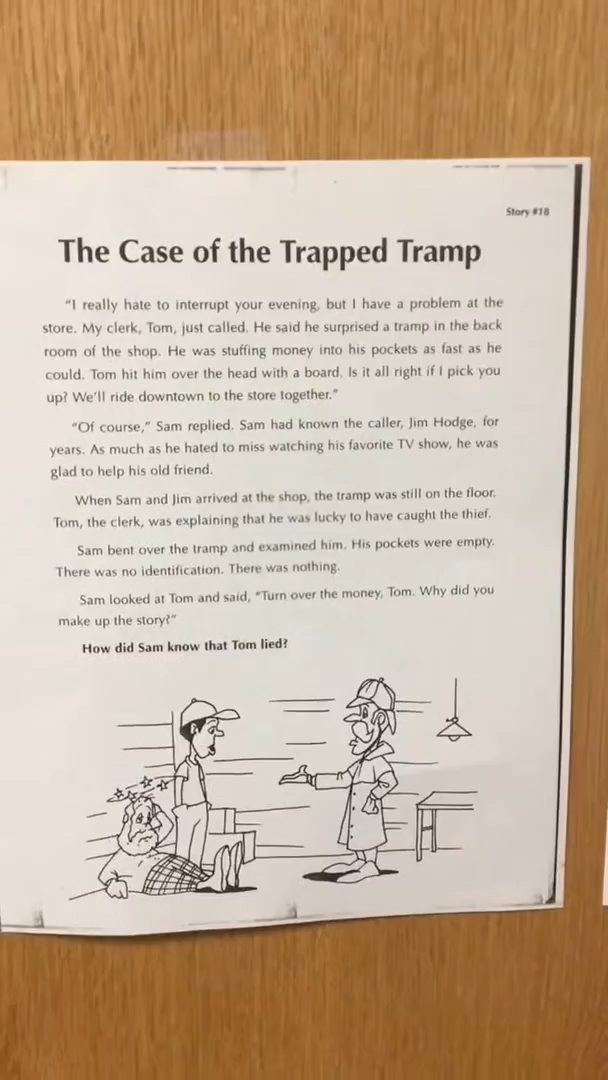 Story #18
The Case of the Trapped Tramp
"I really hate to interrupt your evening, but I have a problem at the
store. My clerk, Tom, just called. He said he surprised a tramp in the back
room of the shop. He was stuffing money into his pockets as fast as he
could. Tom hit him over the head with a board. Is it all right if I pick you
up? We'll ride downtown to the store together."
"Of course," Sam replied. Sam had known the caller, Jim Hodge, for
years. As much as he hated to miss watching his favorite TV show, he was
glad to help his old friend.
When Sam and Jim arrived at the shop, the tramp was still on the floor.
Tom, the clerk, was explaining that he was lucky to have caught the thief.
Sam bent over the tramp and examined him. His pockets were empty.
There was no identification. There was nothing.
Sam looked at Tom and said, "Turn over the money, Tom. Why did you
make up the story?"
How did Sam know that Tom lied?